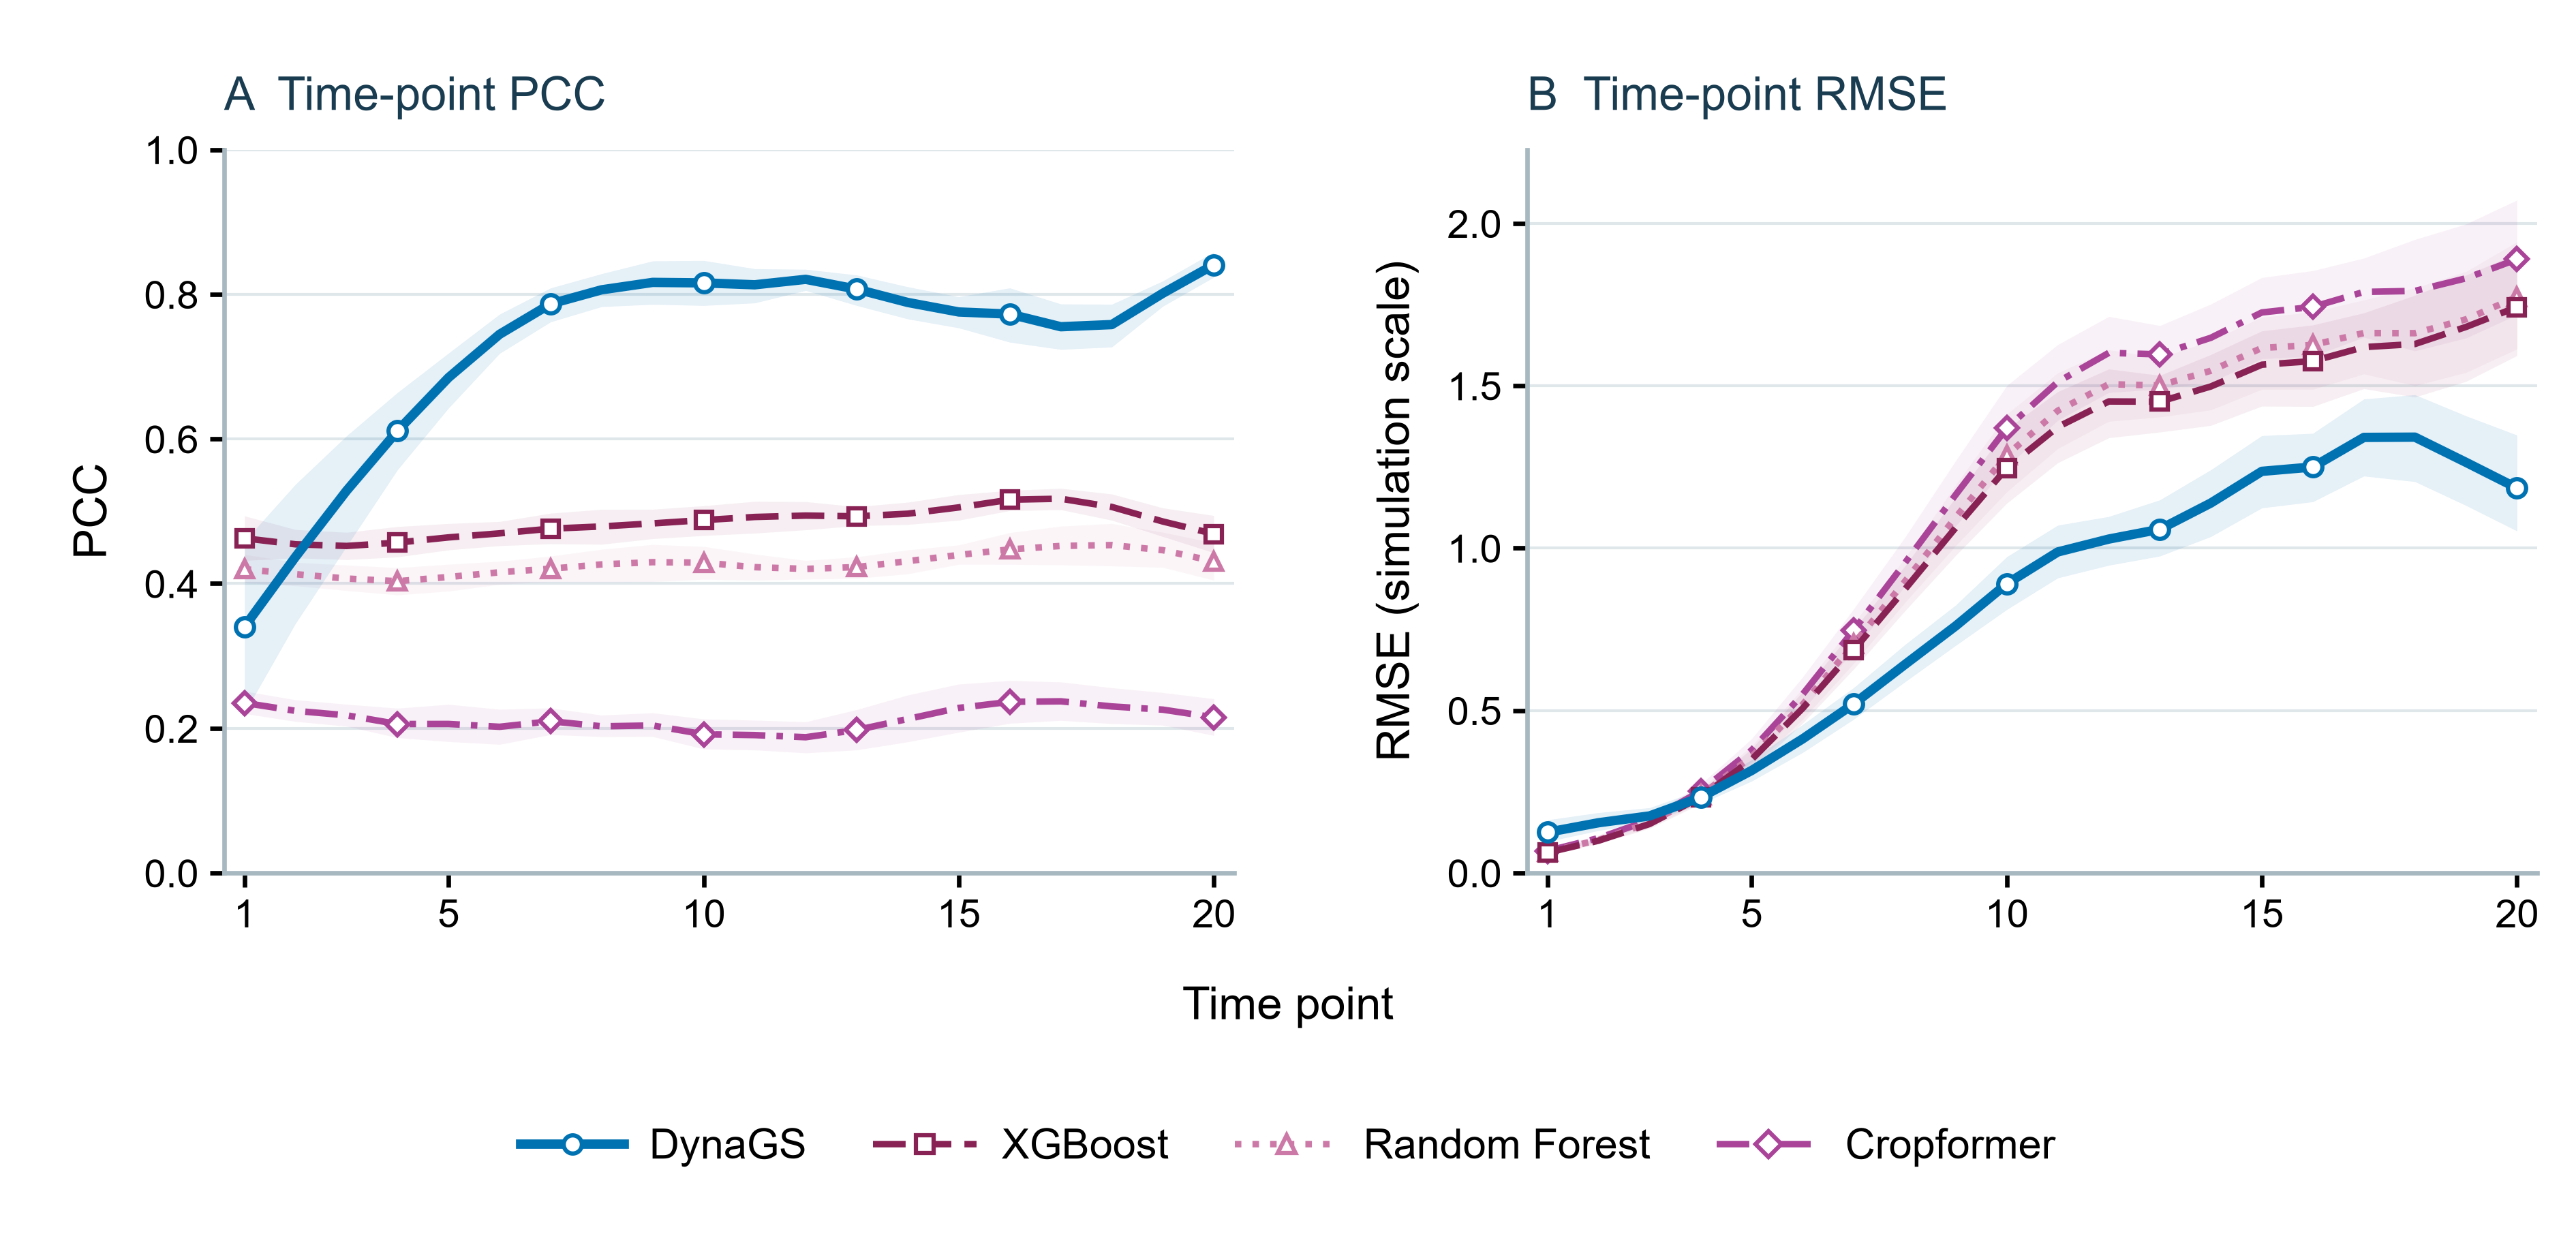 A Time-point PCC
1.0
0.8
0.6
0.4
0.2
0.0
PCC
1 5 10 15 20
B Time-point RMSE
2.0
1.5
1.0
0.5
0.0
RMSE (simulation scale)
1 5 10 15 20
Time point
DynaGS XGBoost Random Forest Cropformer